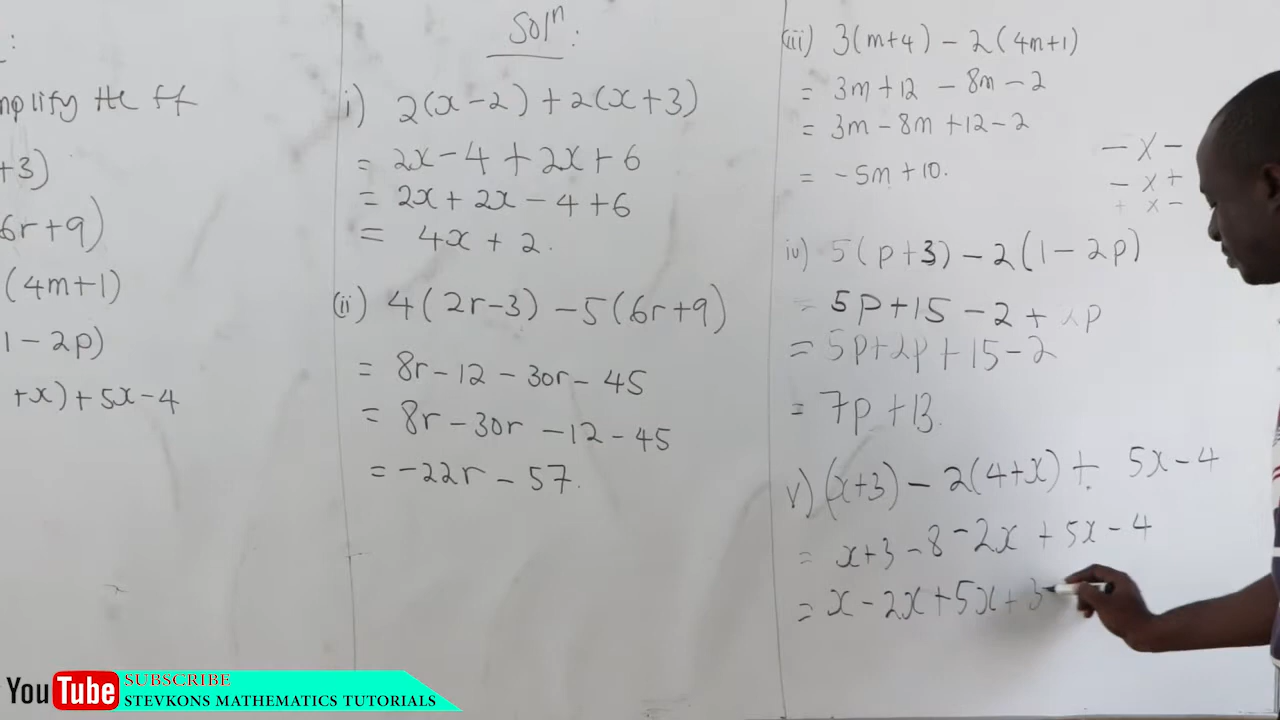 :
mplify the ff
+3)
6r+9)
(4m+1)
1-2p)
+x)+5x-4
Solⁿ:
i) 2(x-2)+2(x+3)
= 2x-4+2x+6
= 2x+2x-4+6
= 4x+2.
(ii) 4(2r-3)-5(6r+9)
= 8r-12-30r-45
= 8r-30r-12-45
= -22r-57.
(iii) 3(m+4)-2(4m+1)
= 3m+12-8m-2
= 3m-8m+12-2
= -5m+10.
- x -
- x +
+ x -
iv) 5(p+3)-2(1-2p)
= 5p+15-2+ p
= 5p+2p+15-2
= 7p+13.
v) (x+3)-2(4+x)+5x-4
= x+3-8-2x+5x-4
= x-2x+5x+3
YouTube
SUBSCRIBE
STEVKONS MATHEMATICS TUTORIALS